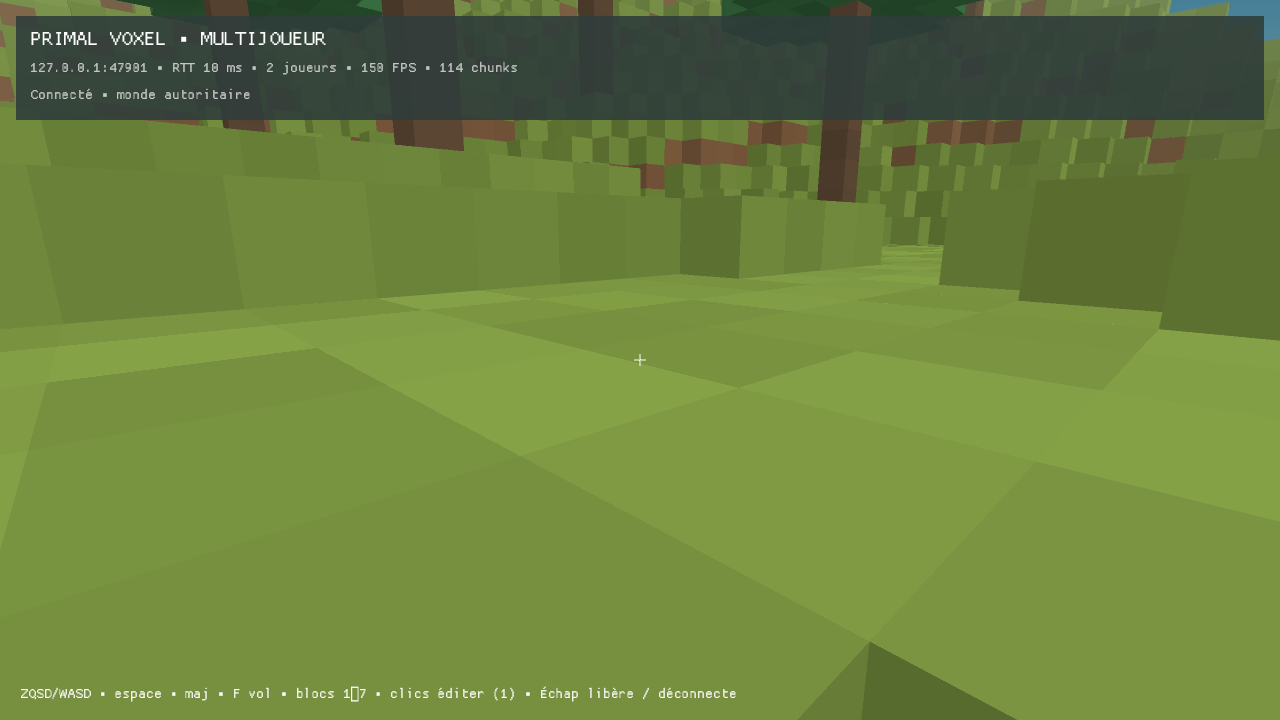 PRIMAL VOXEL ▪ MULTIJOUEUR
127.0.0.1:47901 ▪ RTT 10 ms ▪ 2 joueurs ▪ 150 FPS ▪ 114 chunks
Connecté ▪ monde autoritaire
ZQSD/WASD ▪ espace ▪ maj ▪ F vol ▪ blocs 1▯7 ▪ clics éditer (1) ▪ Échap libère / déconnecte